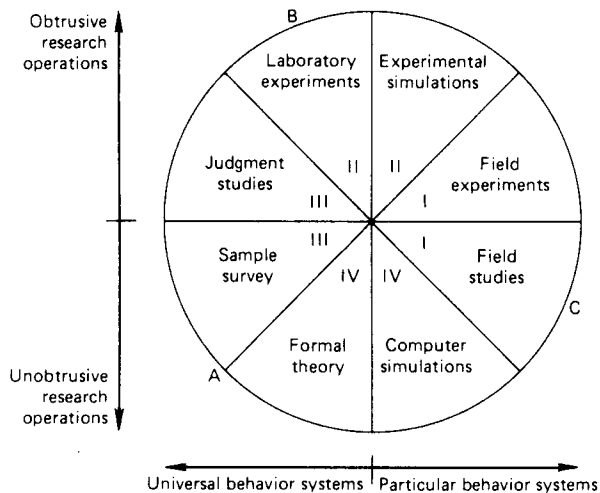 Obtrusive
research
operations
B
Laboratory
experiments
Experimental
simulations
Judgment
studies
II
II
Field
experiments
III
I
Sample
survey
III
I
Field
studies
IV
IV
C
A
Formal
theory
Computer
simulations
Unobtrusive
research
operations
Universal behavior systems
Particular behavior systems